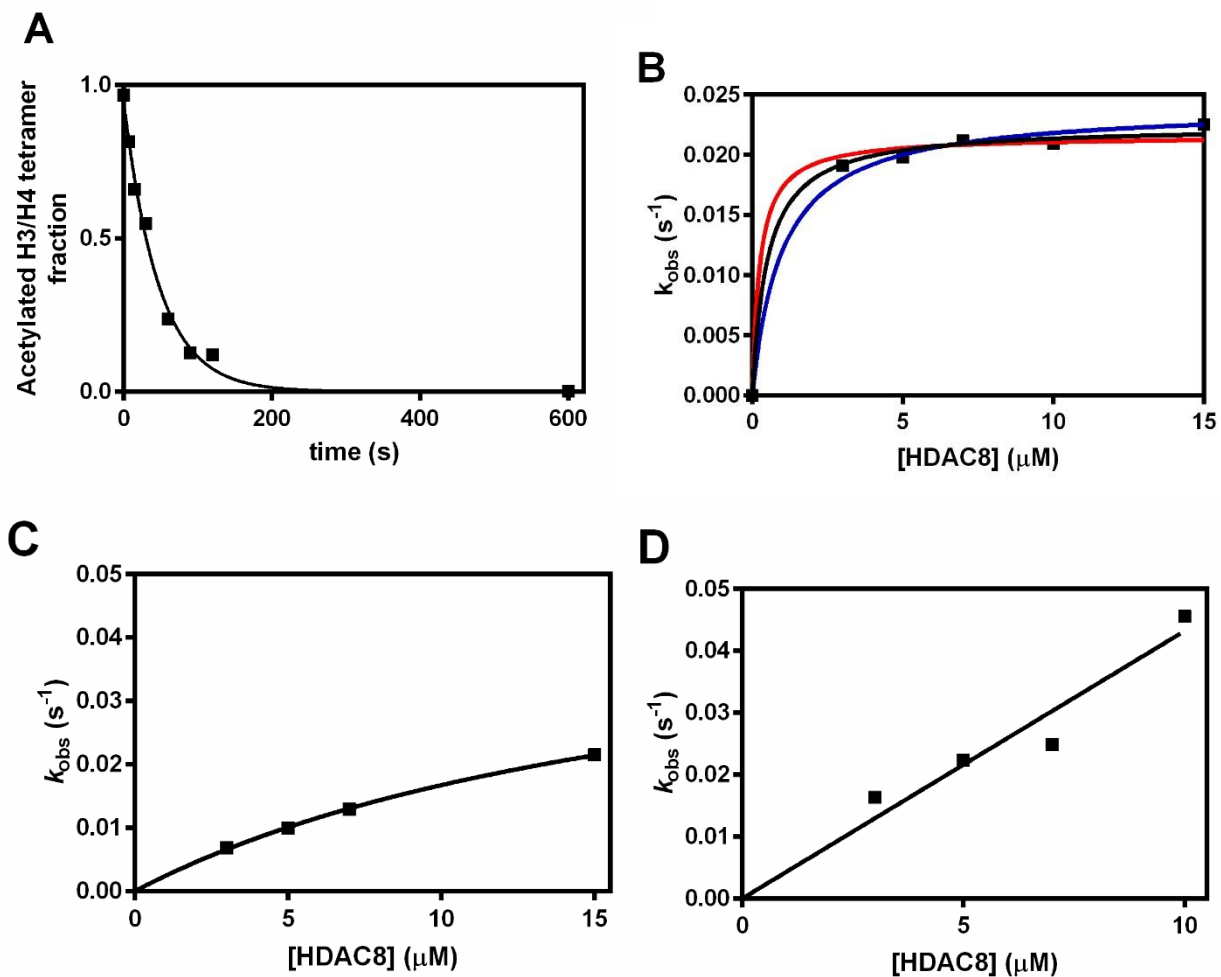 A
Acetylated H3/H4 tetramer
fraction
1.0
0.5
0.0
0 200 400 600
time (s)
B
k_obs (s⁻¹)
0.025
0.020
0.015
0.010
0.005
0.000
0 5 10 15
[HDAC8] (μM)
C
k_obs (s⁻¹)
0.05
0.04
0.03
0.02
0.01
0.00
0 5 10 15
[HDAC8] (μM)
D
k_obs (s⁻¹)
0.05
0.04
0.03
0.02
0.01
0.00
0 5 10
[HDAC8] (μM)